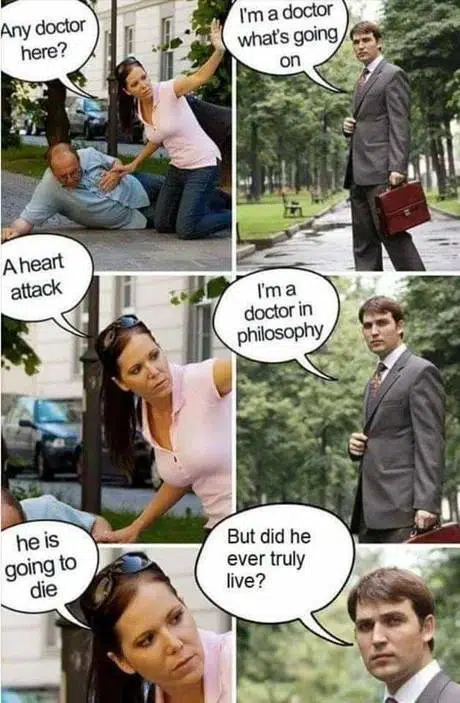 Any doctor
here?
I'm a doctor
what's going
on
A heart
attack
I'm a
doctor in
philosophy
he is
going to
die
But did he
ever truly
live?